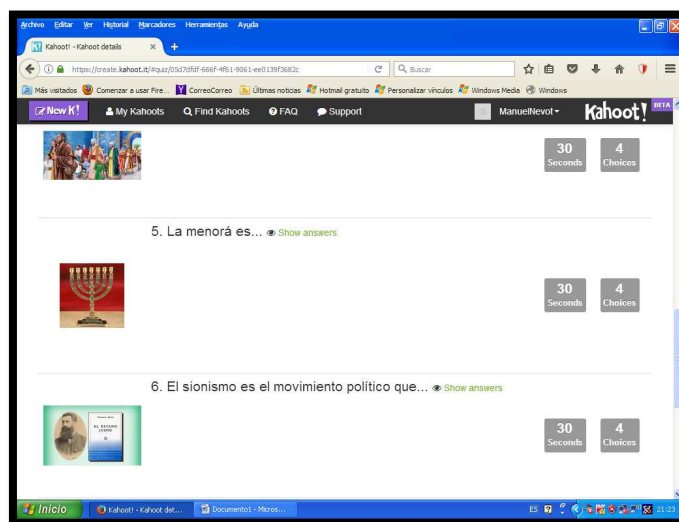 Archivo Editar Ver Historial Marcadores Herramientas Ayuda
Kahoot! - Kahoot details
https://create.kahoot.it/#quiz/05d7dfdf-666f-4f61-9061-ee0139f3682c
Buscar
Más visitados Comenzar a usar Fire... CorreoCorreo Últimas noticias Hotmail gratuito Personalizar vínculos Windows Media Windows
New K! My Kahoots Find Kahoots FAQ Support ManuelNevot Kahoot! BETA
30 Seconds
4 Choices
5. La menorá es... Show answers
30 Seconds
4 Choices
6. El sionismo es el movimiento político que... Show answers
EL ESTADO
JUDÍO
30 Seconds
4 Choices
Inicio Kahoot! - Kahoot det... Documento1 - Micros... ES 21:23